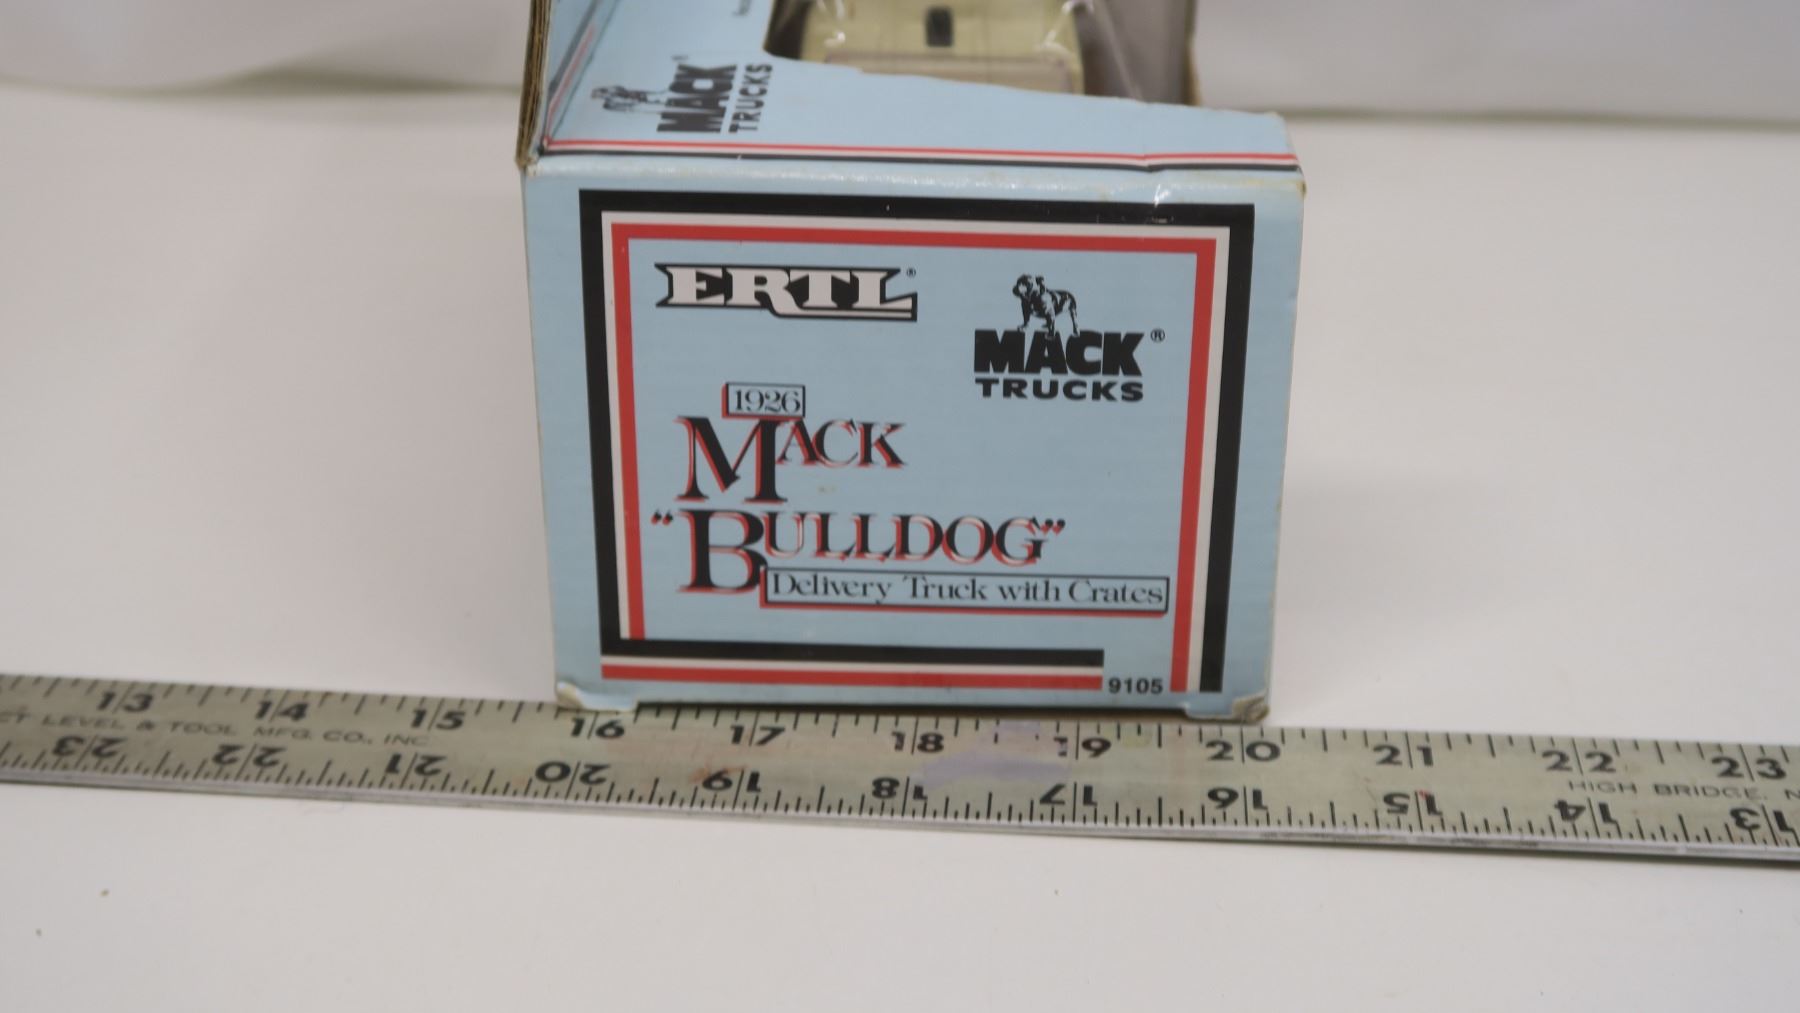 MACK
TRUCKS
ERTL®
MACK®
TRUCKS
1926
MACK
"BULLDOG"
Delivery Truck with Crates
9105
13 14 15 16 17 18 19 20 21 22 23
CT LEVEL & TOOL MFG. CO., INC
HIGH BRIDGE, N
23 22 21 20 19 18 17 16 15 14 13